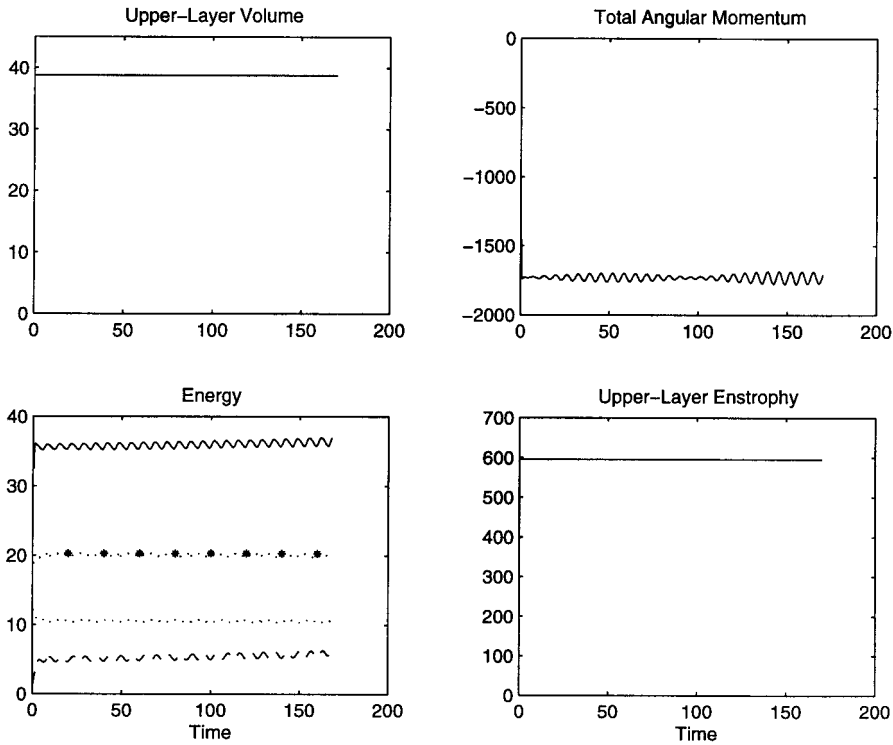 Upper-Layer Volume
40
30
20
10
0
0 50 100 150 200
Total Angular Momentum
0
-500
-1000
-1500
-2000
0 50 100 150 200
Energy
40
30
20
10
0
0 50 100 150 200
Time
Upper-Layer Enstrophy
700
600
500
400
300
200
100
0
0 50 100 150 200
Time